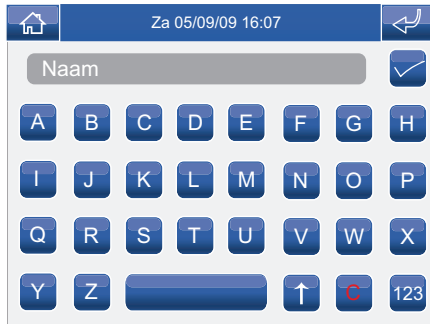 Za 05/09/09 16:07
Naam
A B C D E F G H
I J K L M N O P
Q R S T U V W X
Y Z ↑ C 123